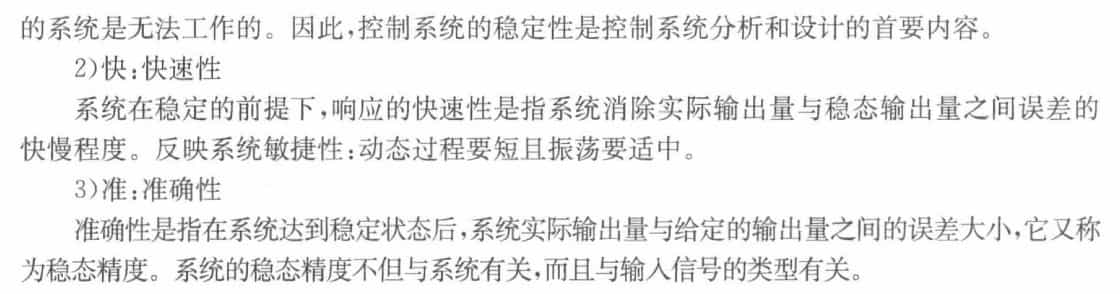 的系统是无法工作的。因此,控制系统的稳定性是控制系统分析和设计的首要内容。
2)快:快速性
系统在稳定的前提下,响应的快速性是指系统消除实际输出量与稳态输出量之间误差的
快慢程度。反映系统敏捷性:动态过程要短且振荡要适中。
3)准:准确性
准确性是指在系统达到稳定状态后,系统实际输出量与给定的输出量之间的误差大小,它又称
为稳态精度。系统的稳态精度不但与系统有关,而且与输入信号的类型有关。